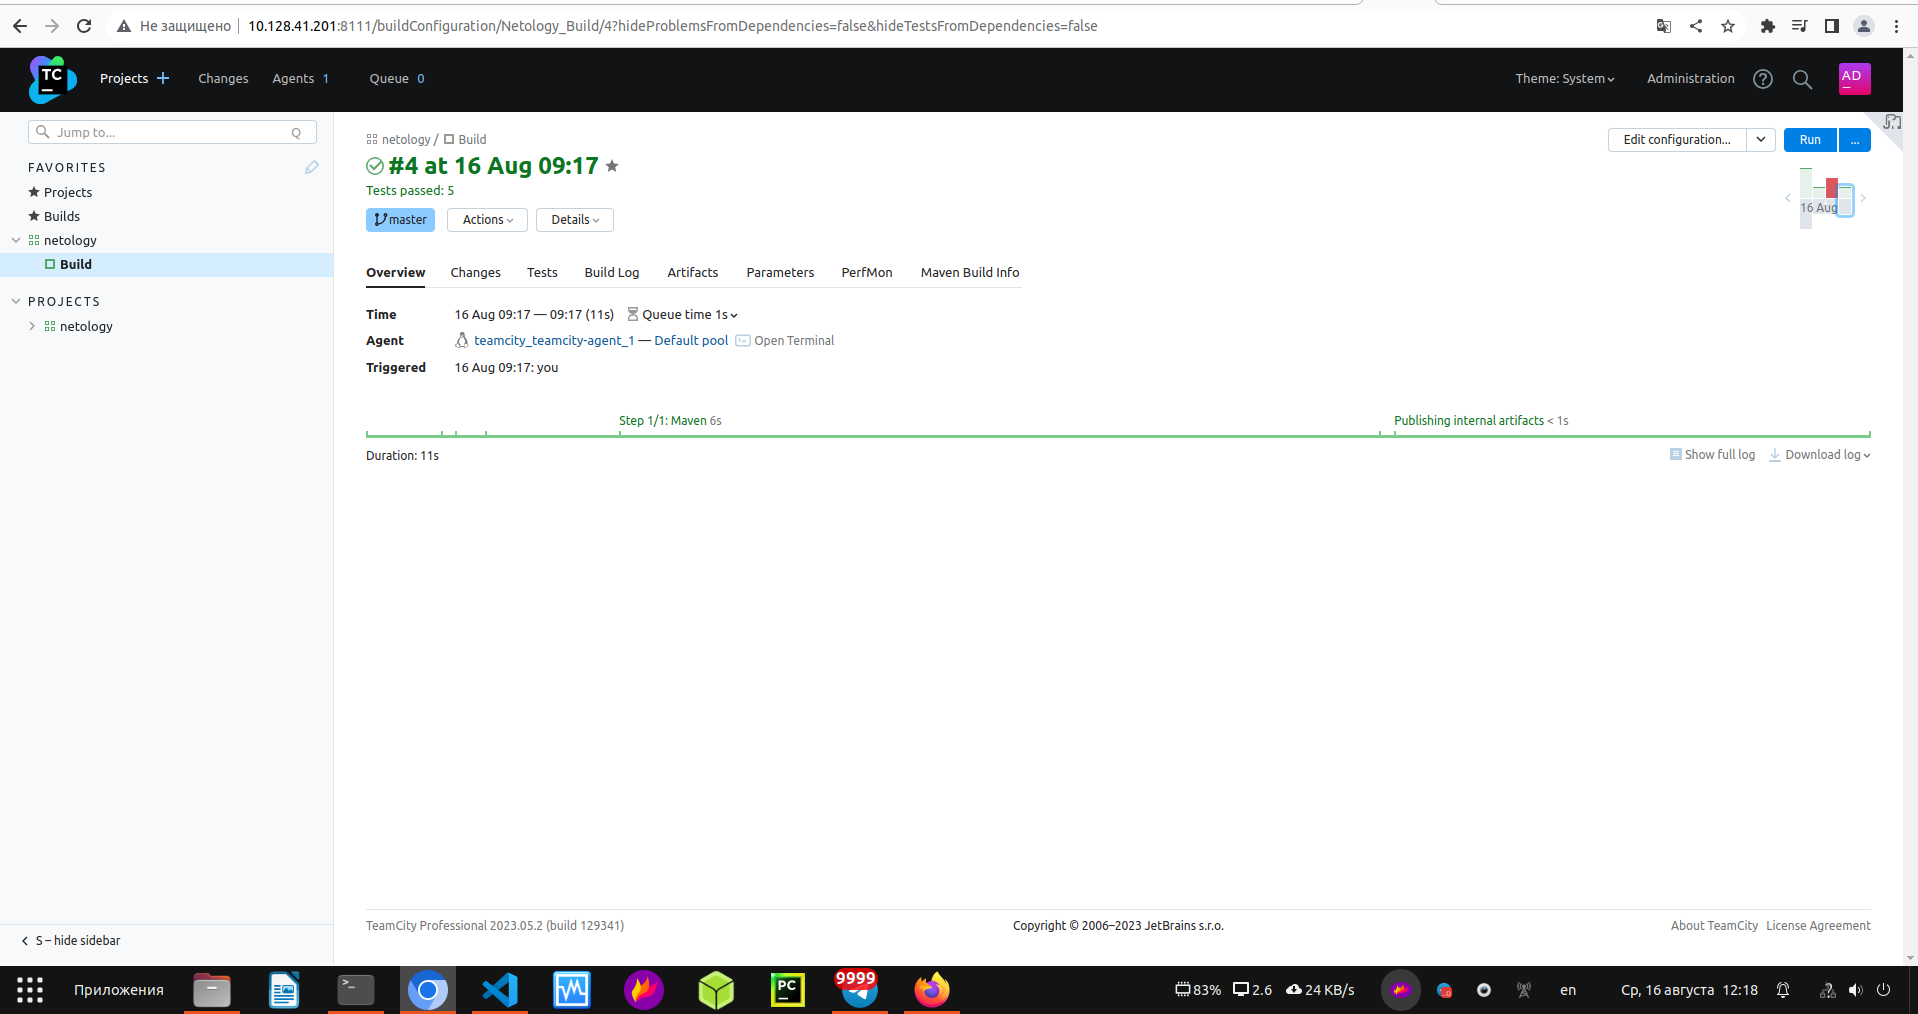 Не защищено 10.128.41.201:8111/buildConfiguration/Netology_Build/4?hideProblemsFromDependencies=false&hideTestsFromDependencies=false
TC Projects Changes Agents 1 Queue 0 Theme: System Administration AD
Jump to... Q
FAVORITES
Projects
Builds
netology
Build
PROJECTS
netology
S – hide sidebar
netology / Build
Edit configuration... Run ...
#4 at 16 Aug 09:17
Tests passed: 5
16 Aug
master Actions Details
Overview Changes Tests Build Log Artifacts Parameters PerfMon Maven Build Info
Time 16 Aug 09:17 — 09:17 (11s) Queue time 1s
Agent teamcity_teamcity-agent_1 — Default pool Open Terminal
Triggered 16 Aug 09:17: you
Step 1/1: Maven 6s Publishing internal artifacts < 1s
Duration: 11s Show full log Download log
TeamCity Professional 2023.05.2 (build 129341) Copyright © 2006–2023 JetBrains s.r.o. About TeamCity License Agreement
Приложения >_ PC 9999 83% 2.6 24 KB/s en Ср, 16 августа 12:18